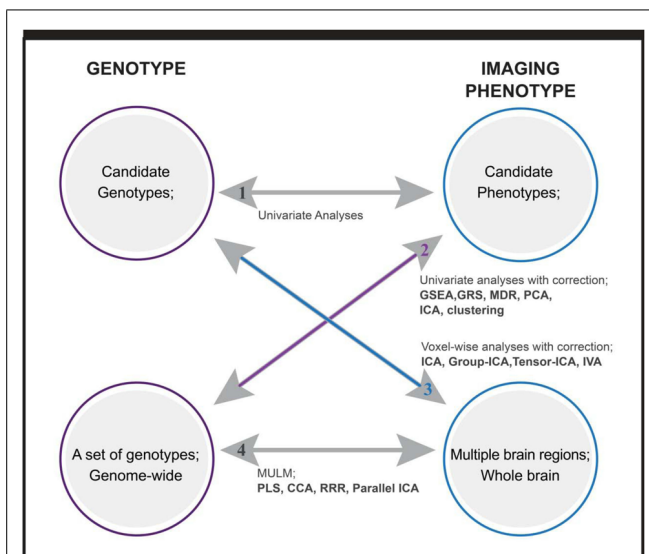 GENOTYPE
IMAGING
PHENOTYPE
Candidate
Genotypes;
1
Univariate Analyses
Candidate
Phenotypes;
2
Univariate analyses with correction;
GSEA,GRS, MDR, PCA,
ICA, clustering
Voxel-wise analyses with correction;
ICA, Group-ICA,Tensor-ICA, IVA
3
A set of genotypes;
Genome-wide
4
MULM;
PLS, CCA, RRR, Parallel ICA
Multiple brain regions;
Whole brain